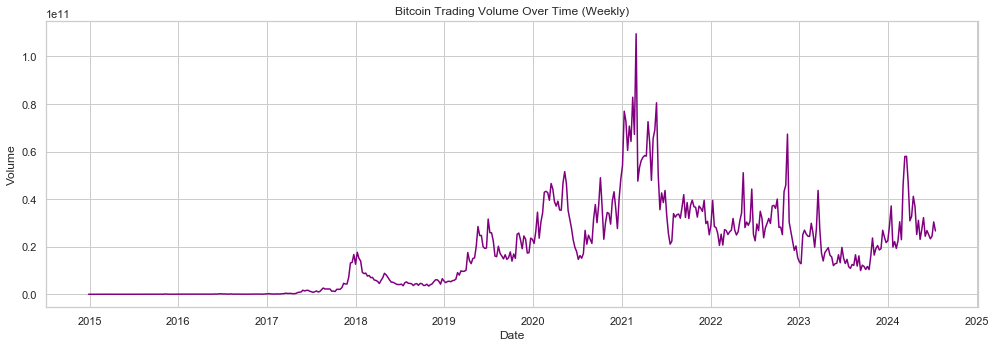 Bitcoin Trading Volume Over Time (Weekly)
1e11
1.0
0.8
0.6
0.4
0.2
0.0
Volume
2015 2016 2017 2018 2019 2020 2021 2022 2023 2024 2025
Date